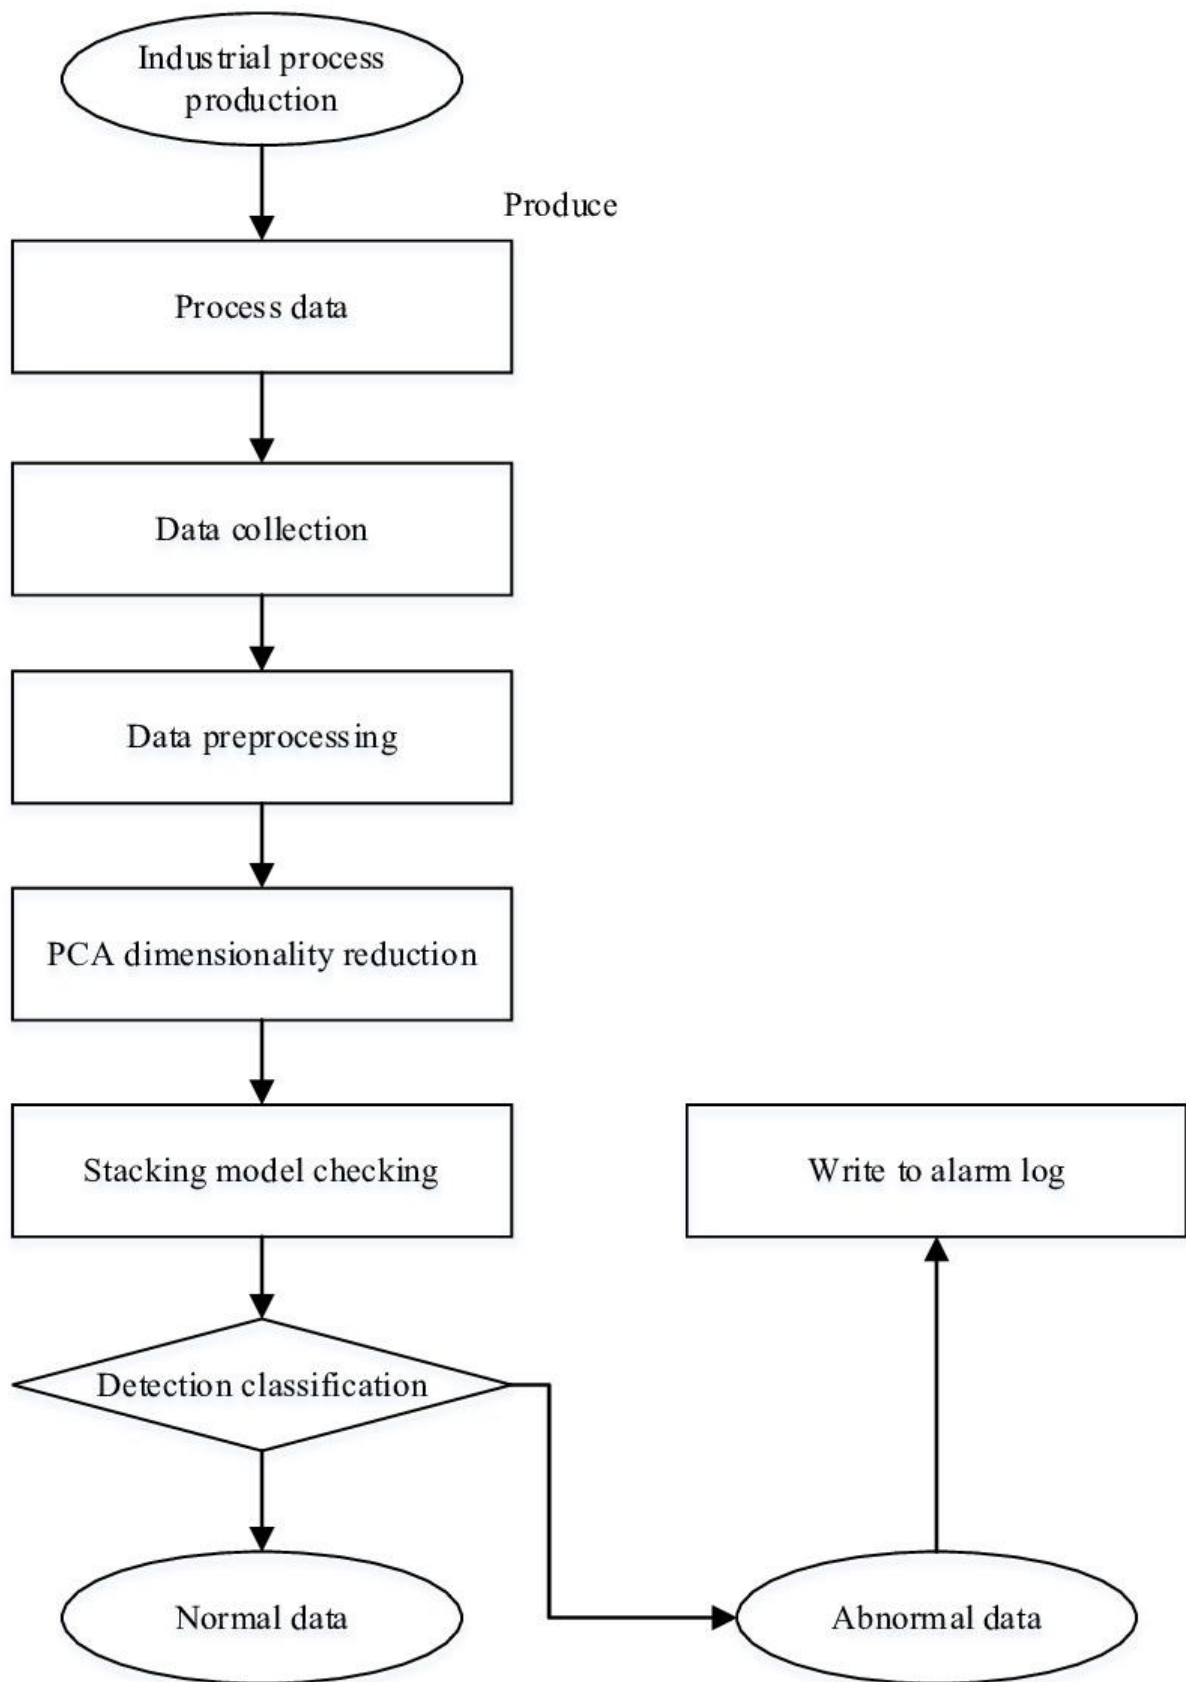 Industrial process
production
Produce
Process data
Data collection
Data preprocessing
PCA dimensionality reduction
Stacking model checking
Write to alarm log
Detection classification
Normal data
Abnormal data